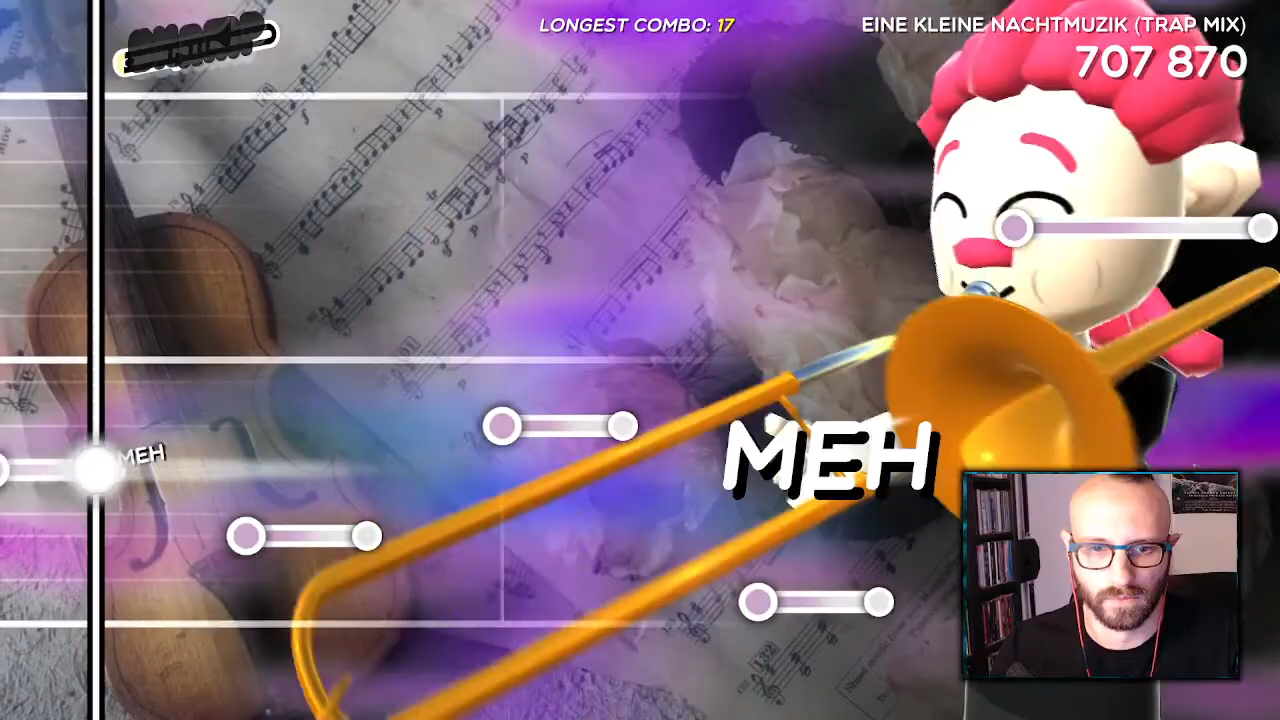 LONGEST COMBO: 17
EINE KLEINE NACHTMUZIK (TRAP MIX)
707 870
MEH
MEH